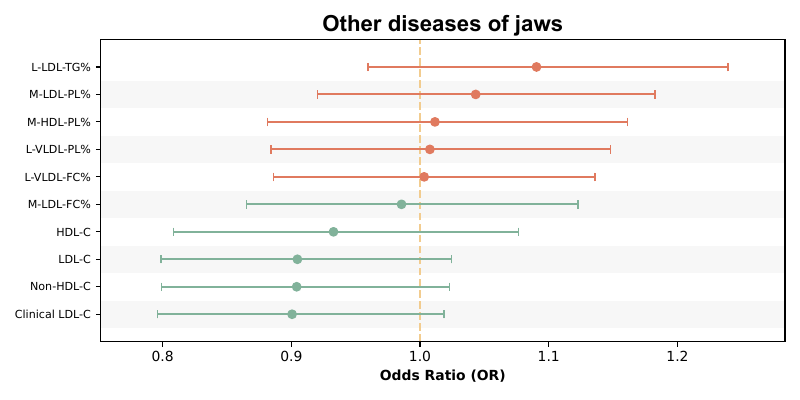 Other diseases of jaws
L-LDL-TG%
M-LDL-PL%
M-HDL-PL%
L-VLDL-PL%
L-VLDL-FC%
M-LDL-FC%
HDL-C
LDL-C
Non-HDL-C
Clinical LDL-C
0.8 0.9 1.0 1.1 1.2
Odds Ratio (OR)